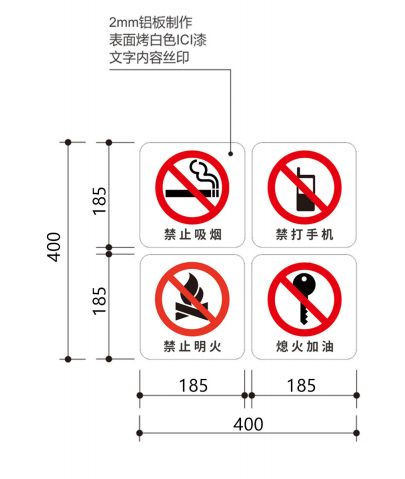 2mm铝板制作
表面烤白色ICI漆
文字内容丝印
禁止吸烟
禁打手机
185
400
185
禁止明火
熄火加油
185
185
400